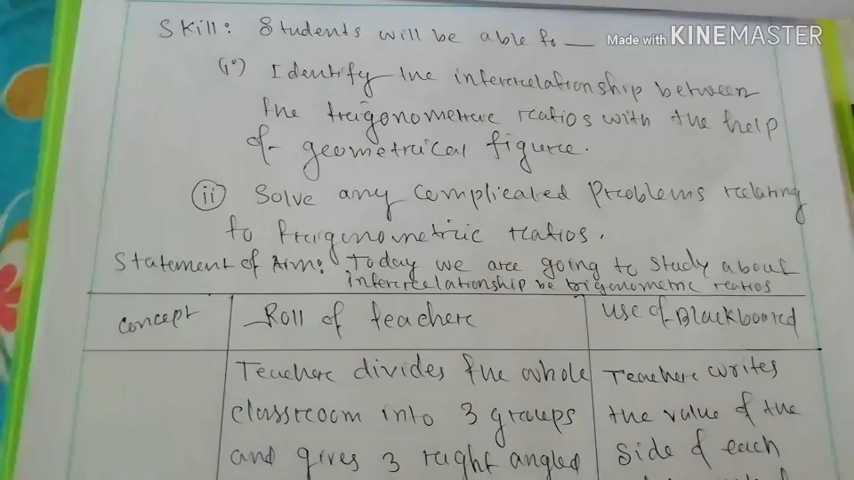 Skill: Students will be able to __
Made with KINEMASTER
(i) Identify the interrelationship between
the trigonometric ratios with the help
of geometrical figure.
(ii) Solve any complicated Problems relating
to trigonometric ratios.
Statement of Aim: Today we are going to study about
interrelationship be trigonometric ratios
concept
Roll of teacher
Use of Blackboard
Teacher divides the whole
classroom into 3 groups
and gives 3 right angled
Teacher writes
the value of the
side of each